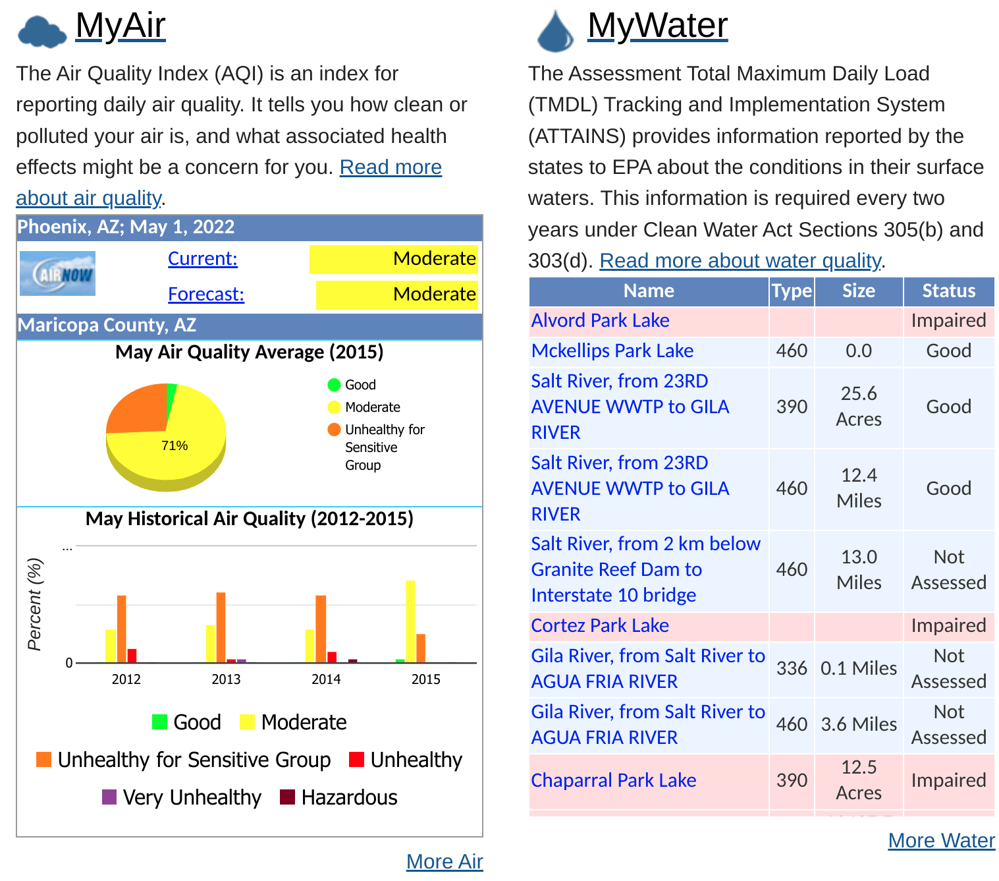 MyAir
The Air Quality Index (AQI) is an index for
reporting daily air quality. It tells you how clean or
polluted your air is, and what associated health
effects might be a concern for you. Read more
about air quality.
Phoenix, AZ; May 1, 2022
AIRNOW
Current: Moderate
Forecast: Moderate
Maricopa County, AZ
May Air Quality Average (2015)
71%
Good
Moderate
Unhealthy for
Sensitive
Group
May Historical Air Quality (2012-2015)
...
Percent (%)
0
2012 2013 2014 2015
Good Moderate
Unhealthy for Sensitive Group Unhealthy
Very Unhealthy Hazardous
More Air
MyWater
The Assessment Total Maximum Daily Load
(TMDL) Tracking and Implementation System
(ATTAINS) provides information reported by the
states to EPA about the conditions in their surface
waters. This information is required every two
years under Clean Water Act Sections 305(b) and
303(d). Read more about water quality.
Name Type Size Status
Alvord Park Lake Impaired
Mckellips Park Lake 460 0.0 Good
Salt River, from 23RD
AVENUE WWTP to GILA
RIVER
390
25.6
Acres
Good
Salt River, from 23RD
AVENUE WWTP to GILA
RIVER
460
12.4
Miles
Good
Salt River, from 2 km below
Granite Reef Dam to
Interstate 10 bridge
460
13.0
Miles
Not
Assessed
Cortez Park Lake Impaired
Gila River, from Salt River to
AGUA FRIA RIVER
336
0.1 Miles
Not
Assessed
Gila River, from Salt River to
AGUA FRIA RIVER
460
3.6 Miles
Not
Assessed
Chaparral Park Lake
390
12.5
Acres
Impaired
More Water